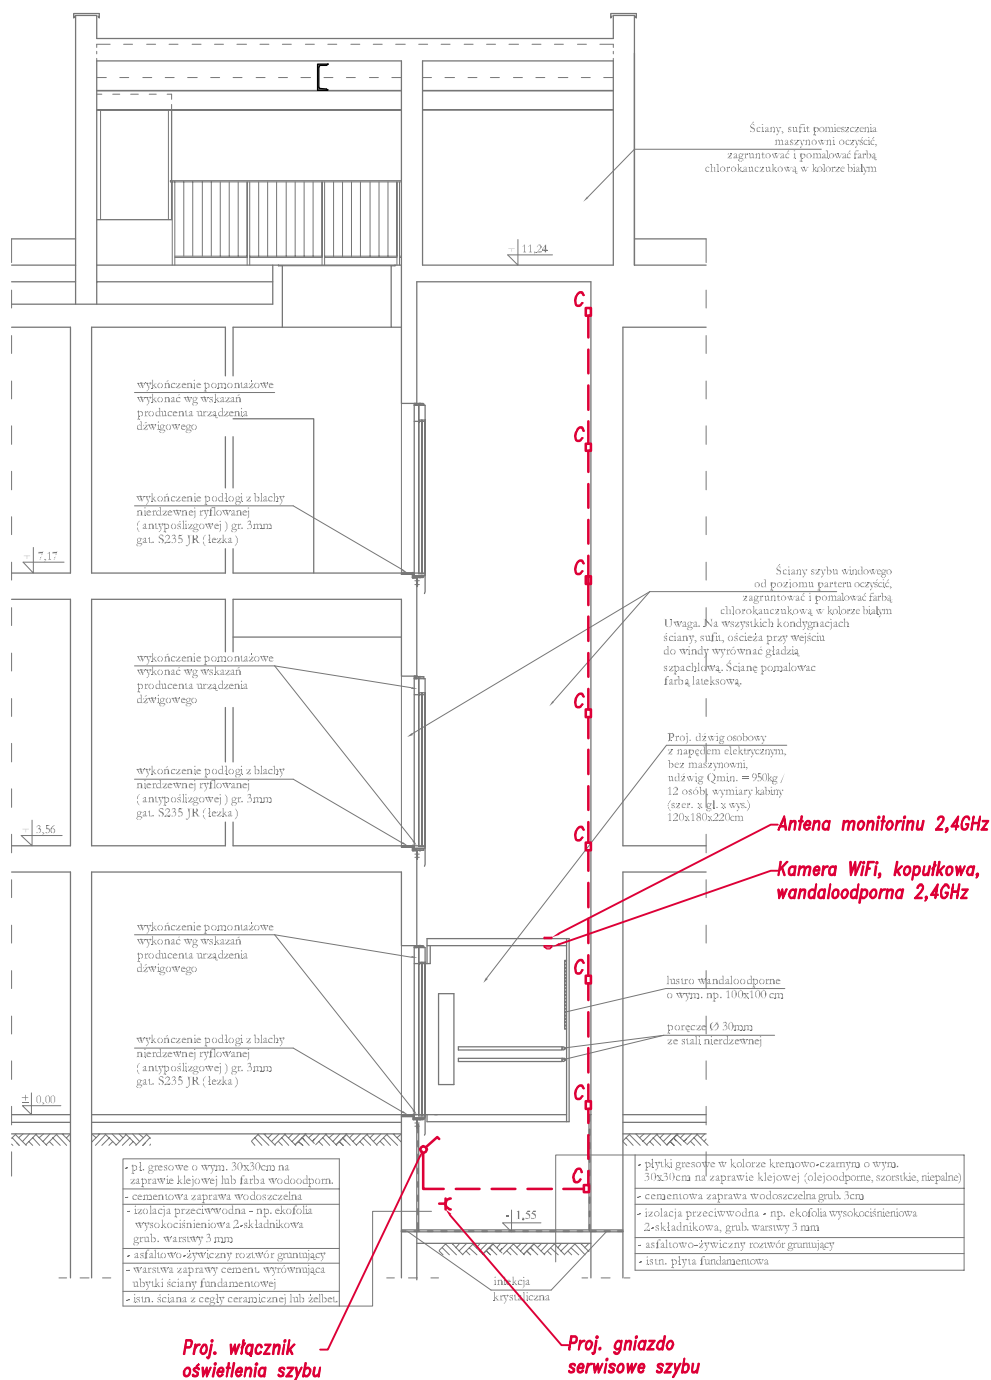 Ściany, sufit pomieszczenia
maszynowni oczyścić,
zagruntować i pomalować farbą
chlorokauczukową w kolorze białym
+ 11,24
C
wykończenie pomontażowe
wykonać wg wskazań
producenta urządzenia
dźwigowego
C
wykończenie podłogi z blachy
nierdzewnej ryflowanej
( antypoślizgowej ) gr. 3mm
gat. S235 JR ( łezka )
+ 7,17
C
Ściany szybu windowego
od poziomu parteru oczyścić,
zagruntować i pomalować farbą
chlorokauczukową w kolorze białym
Uwaga. Na wszystkich kondygnacjach
ściany, sufit, ościeża przy wejściu
do windy wyrównać gładzią
szpachlową. Ścianę pomalowac
farbą lateksową.
wykończenie pomontażowe
wykonać wg wskazań
producenta urządzenia
dźwigowego
C
Proj. dźwig osobowy
z napędem elektrycznym,
bez maszynowni,
udźwig Qmin. = 950kg /
12 osób, wymiary kabiny
(szer. x gł. x wys.)
120x180x220cm
wykończenie podłogi z blachy
nierdzewnej ryflowanej
( antypoślizgowej ) gr. 3mm
gat. S235 JR ( łezka )
+ 3,56
C
Antena monitorinu 2,4GHz
Kamera WiFi, kopułkowa,
wandaloodporna 2,4GHz
wykończenie pomontażowe
wykonać wg wskazań
producenta urządzenia
dźwigowego
C
lustro wandaloodporne
o wym. np. 100x100 cm
poręcze Ø 30mm
ze stali nierdzewnej
wykończenie podłogi z blachy
nierdzewnej ryflowanej
( antypoślizgowej ) gr. 3mm
gat. S235 JR ( łezka )
± 0,00
C
- pł. gresowe o wym. 30x30cm na
zaprawie klejowej lub farba wodoodporn.
- cementowa zaprawa wodoszczelna
- izolacja przeciwwodna - np. ekofolia
wysokociśnieniowa 2-składnikowa
grub. warstwy 3 mm
- asfaltowo-żywiczny roztwór gruntujący
- warstwa zaprawy cement. wyrównująca
ubytki ściany fundamentowej
- istn. ściana z cegły ceramicznej lub żelbet.
C
- 1,55
- płytki gresowe w kolorze kremowo-czarnym o wym.
30x30cm na zaprawie klejowej (olejoodporne, szorstkie, niepalne)
- cementowa zaprawa wodoszczelna grub. 3cm
- izolacja przeciwwodna - np. ekofolia wysokociśnieniowa
2-składnikowa, grub. warstwy 3 mm
- asfaltowo-żywiczny roztwór gruntujący
- istn. płyta fundamentowa
iniekcja
krystaliczna
Proj. włącznik
oświetlenia szybu
Proj. gniazdo
serwisowe szybu